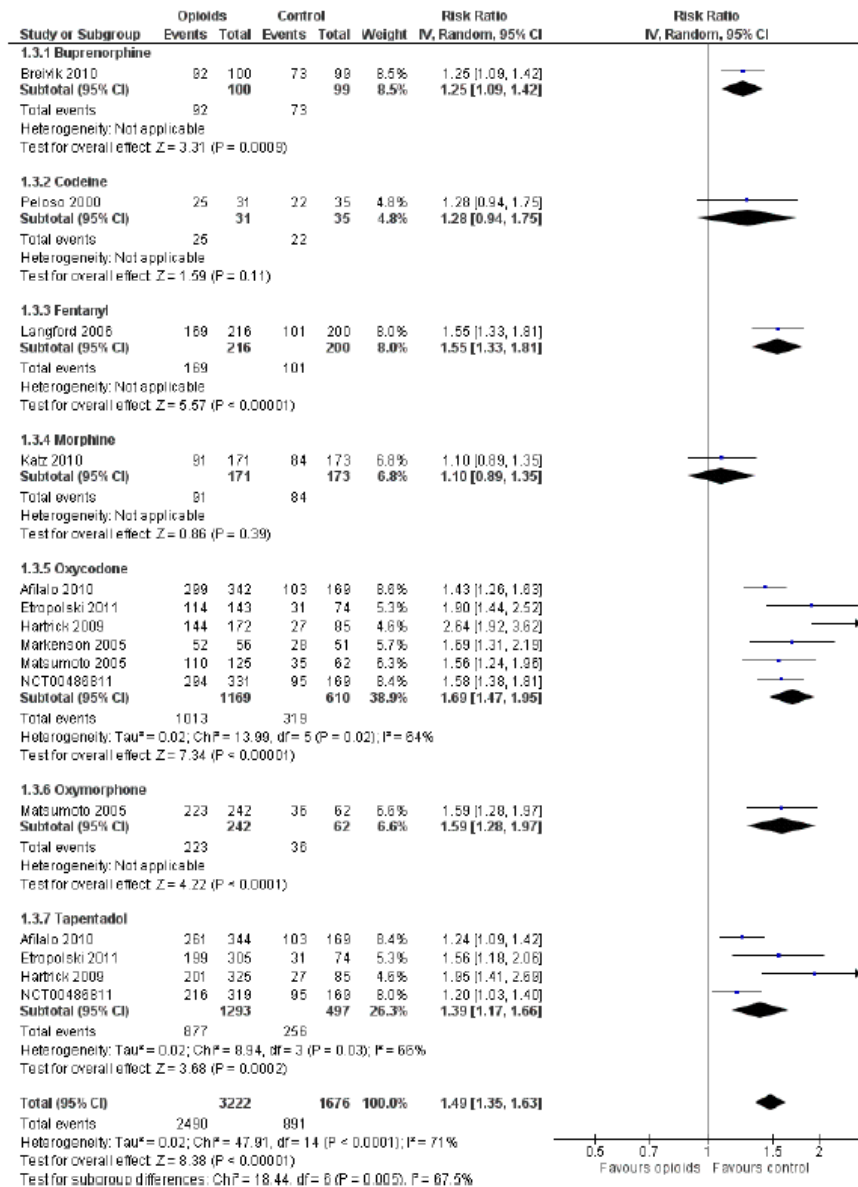 Opioids Control Risk Ratio Risk Ratio
Study or Subgroup Events Total Events Total Weight IV, Random, 95% CI IV, Random, 95% CI
1.3.1 Buprenorphine
Breivik 2010 92 100 73 99 8.5% 1.25 [1.09, 1.42]
Subtotal (95% CI) 100 99 8.5% 1.25 [1.09, 1.42]
Total events 92 73
Heterogeneity: Not applicable
Test for overall effect: Z = 3.31 (P = 0.0009)
1.3.2 Codeine
Peloso 2000 25 31 22 35 4.8% 1.28 [0.94, 1.75]
Subtotal (95% CI) 31 35 4.8% 1.28 [0.94, 1.75]
Total events 25 22
Heterogeneity: Not applicable
Test for overall effect: Z = 1.59 (P = 0.11)
1.3.3 Fentanyl
Langford 2006 169 216 101 200 8.0% 1.55 [1.33, 1.81]
Subtotal (95% CI) 216 200 8.0% 1.55 [1.33, 1.81]
Total events 169 101
Heterogeneity: Not applicable
Test for overall effect: Z = 5.57 (P < 0.00001)
1.3.4 Morphine
Katz 2010 91 171 84 173 6.8% 1.10 [0.89, 1.35]
Subtotal (95% CI) 171 173 6.8% 1.10 [0.89, 1.35]
Total events 91 84
Heterogeneity: Not applicable
Test for overall effect: Z = 0.86 (P = 0.39)
1.3.5 Oxycodone
Afilalo 2010 299 342 103 169 8.6% 1.43 [1.26, 1.63]
Etropolski 2011 114 143 31 74 5.3% 1.90 [1.44, 2.52]
Hartrick 2009 144 172 27 85 4.6% 2.64 [1.92, 3.62]
Markenson 2005 52 56 28 51 5.7% 1.69 [1.31, 2.19]
Matsumoto 2005 110 125 35 62 6.3% 1.56 [1.24, 1.96]
NCT00486811 294 331 95 169 8.4% 1.58 [1.38, 1.81]
Subtotal (95% CI) 1169 610 38.9% 1.69 [1.47, 1.95]
Total events 1013 319
Heterogeneity: Tau² = 0.02; Chi² = 13.99, df = 5 (P = 0.02); I² = 64%
Test for overall effect: Z = 7.34 (P < 0.00001)
1.3.6 Oxymorphone
Matsumoto 2005 223 242 36 62 6.6% 1.59 [1.28, 1.97]
Subtotal (95% CI) 242 62 6.6% 1.59 [1.28, 1.97]
Total events 223 36
Heterogeneity: Not applicable
Test for overall effect: Z = 4.22 (P < 0.0001)
1.3.7 Tapentadol
Afilalo 2010 261 344 103 169 8.4% 1.24 [1.09, 1.42]
Etropolski 2011 199 305 31 74 5.3% 1.56 [1.18, 2.06]
Hartrick 2009 201 325 27 85 4.6% 1.95 [1.41, 2.69]
NCT00486811 216 319 95 169 8.0% 1.20 [1.03, 1.40]
Subtotal (95% CI) 1293 497 26.3% 1.39 [1.17, 1.66]
Total events 877 256
Heterogeneity: Tau² = 0.02; Chi² = 8.94, df = 3 (P = 0.03); I² = 66%
Test for overall effect: Z = 3.68 (P = 0.0002)
Total (95% CI) 3222 1676 100.0% 1.49 [1.35, 1.63]
Total events 2490 891
Heterogeneity: Tau² = 0.02; Chi² = 47.91, df = 14 (P < 0.0001); I² = 71%
Test for overall effect: Z = 8.38 (P < 0.00001)
Test for subgroup differences: Chi² = 18.44, df = 6 (P = 0.005), I² = 67.5%
0.5 0.7 1 1.5 2
Favours opioids Favours control